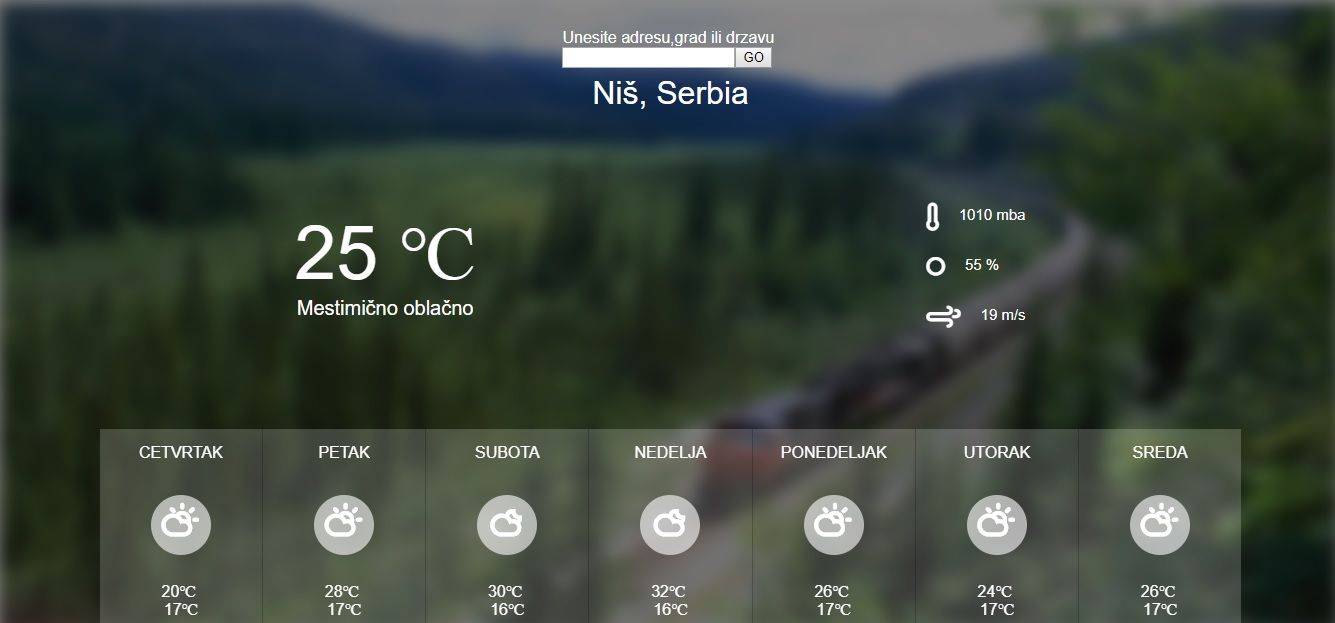 Unesite adresu,grad ili drzavu
GO
Niš, Serbia
25 °C
Mestimično oblačno
1010 mba
55 %
19 m/s
CETVRTAK
20°C
17°C
PETAK
28°C
17°C
SUBOTA
30°C
16°C
NEDELJA
32°C
16°C
PONEDELJAK
26°C
17°C
UTORAK
24°C
17°C
SREDA
26°C
17°C